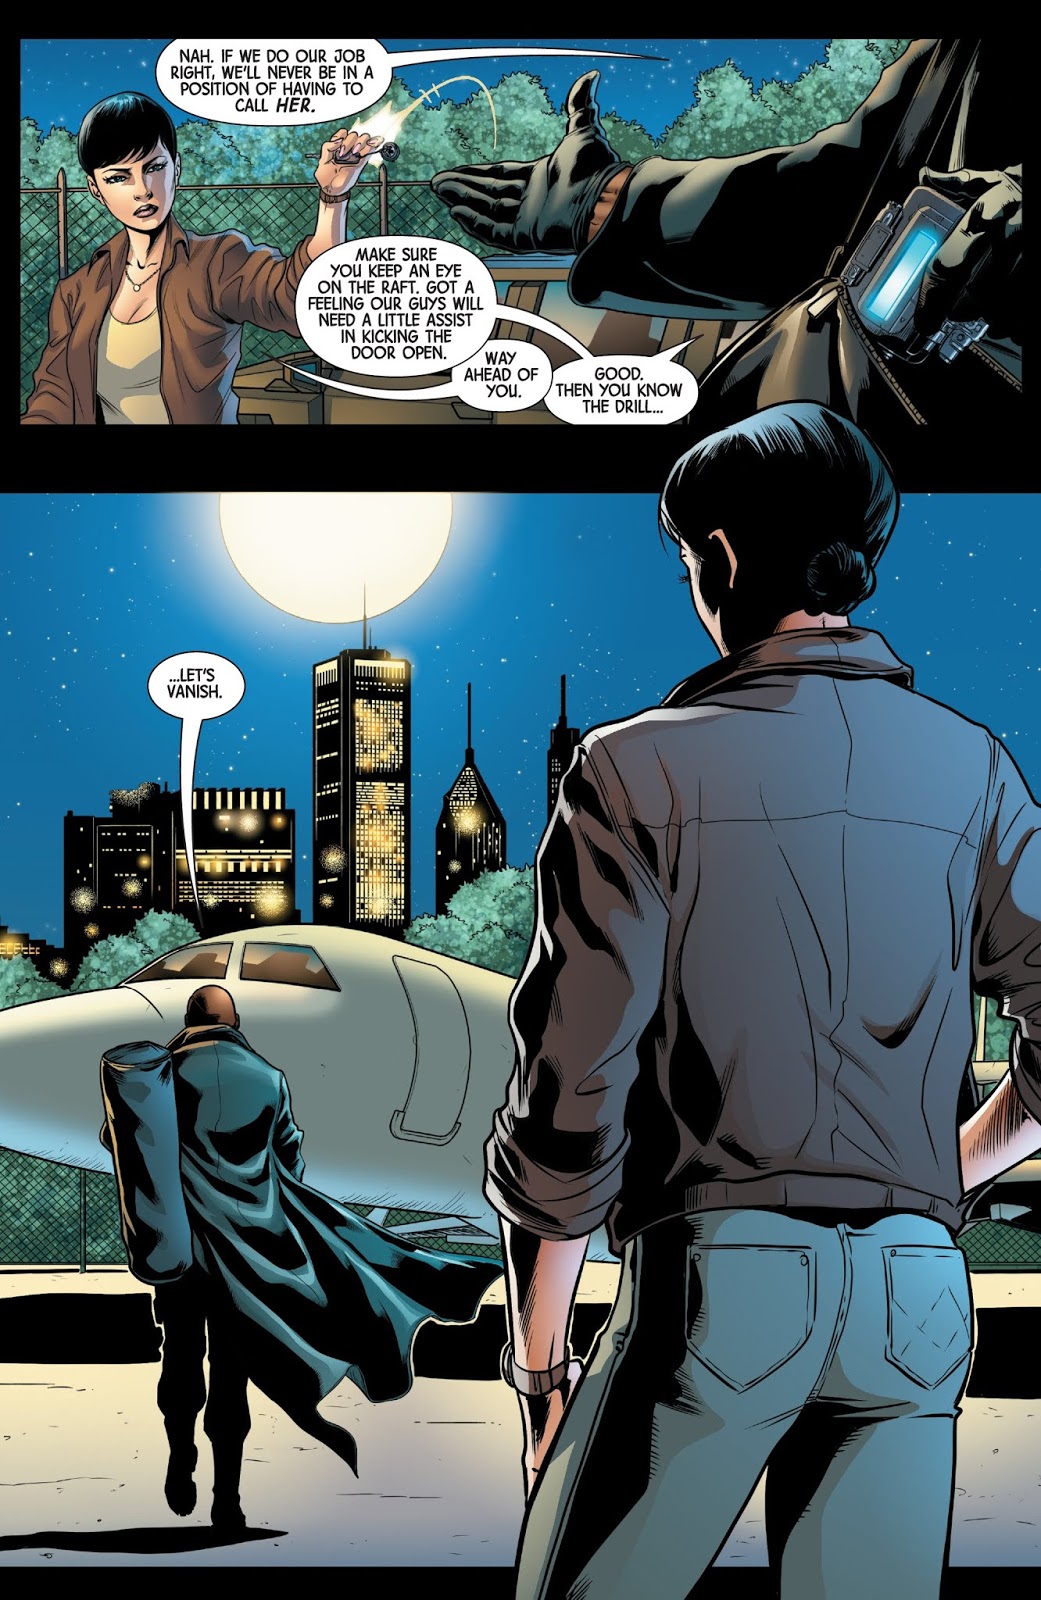 NAH. IF WE DO OUR JOB
RIGHT, WE'LL NEVER BE IN A
POSITION OF HAVING TO
CALL HER.
MAKE SURE
YOU KEEP AN EYE
ON THE RAFT. GOT A
FEELING OUR GUYS WILL
NEED A LITTLE ASSIST
IN KICKING THE
DOOR OPEN.
WAY
AHEAD OF
YOU.
GOOD.
THEN YOU KNOW
THE DRILL...
...LET'S
VANISH.